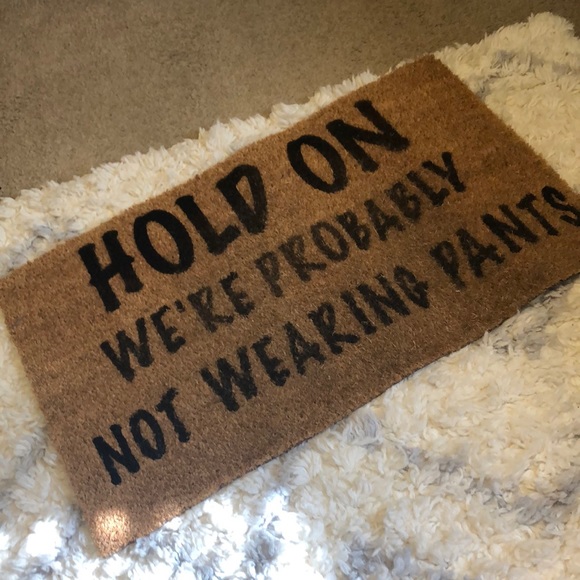 HOLD ON
WE'RE PROBABLY
NOT WEARING PANTS